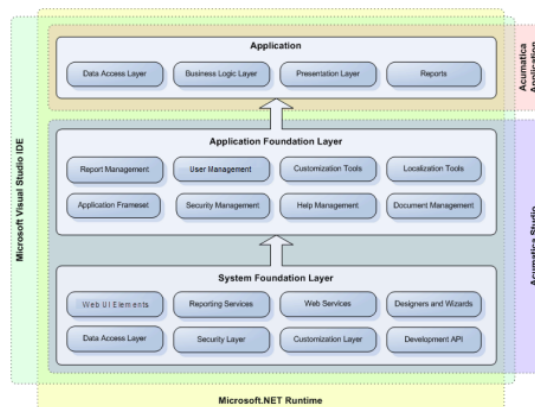 Application
Data Access Layer
Business Logic Layer
Presentation Layer
Reports
Acumatica
Application
Microsoft Visual Studio IDE
Application Foundation Layer
Report Management
User Management
Customization Tools
Localization Tools
Application Frameset
Security Management
Help Management
Document Management
Acumatica Studio
System Foundation Layer
Web UI Elements
Reporting Services
Web Services
Designers and Wizards
Data Access Layer
Security Layer
Customization Layer
Development API
Microsoft.NET Runtime